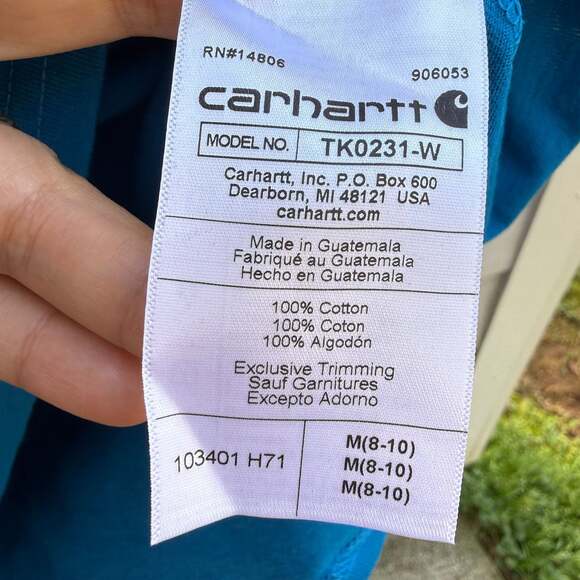 RN#14806 906053
carhartt
MODEL NO. TK0231-W
Carhartt, Inc. P.O. Box 600
Dearborn, MI 48121 USA
carhartt.com
Made in Guatemala
Fabriqué au Guatemala
Hecho en Guatemala
100% Cotton
100% Coton
100% Algodón
Exclusive Trimming
Sauf Garnitures
Excepto Adorno
103401 H71
M(8-10)
M(8-10)
M(8-10)